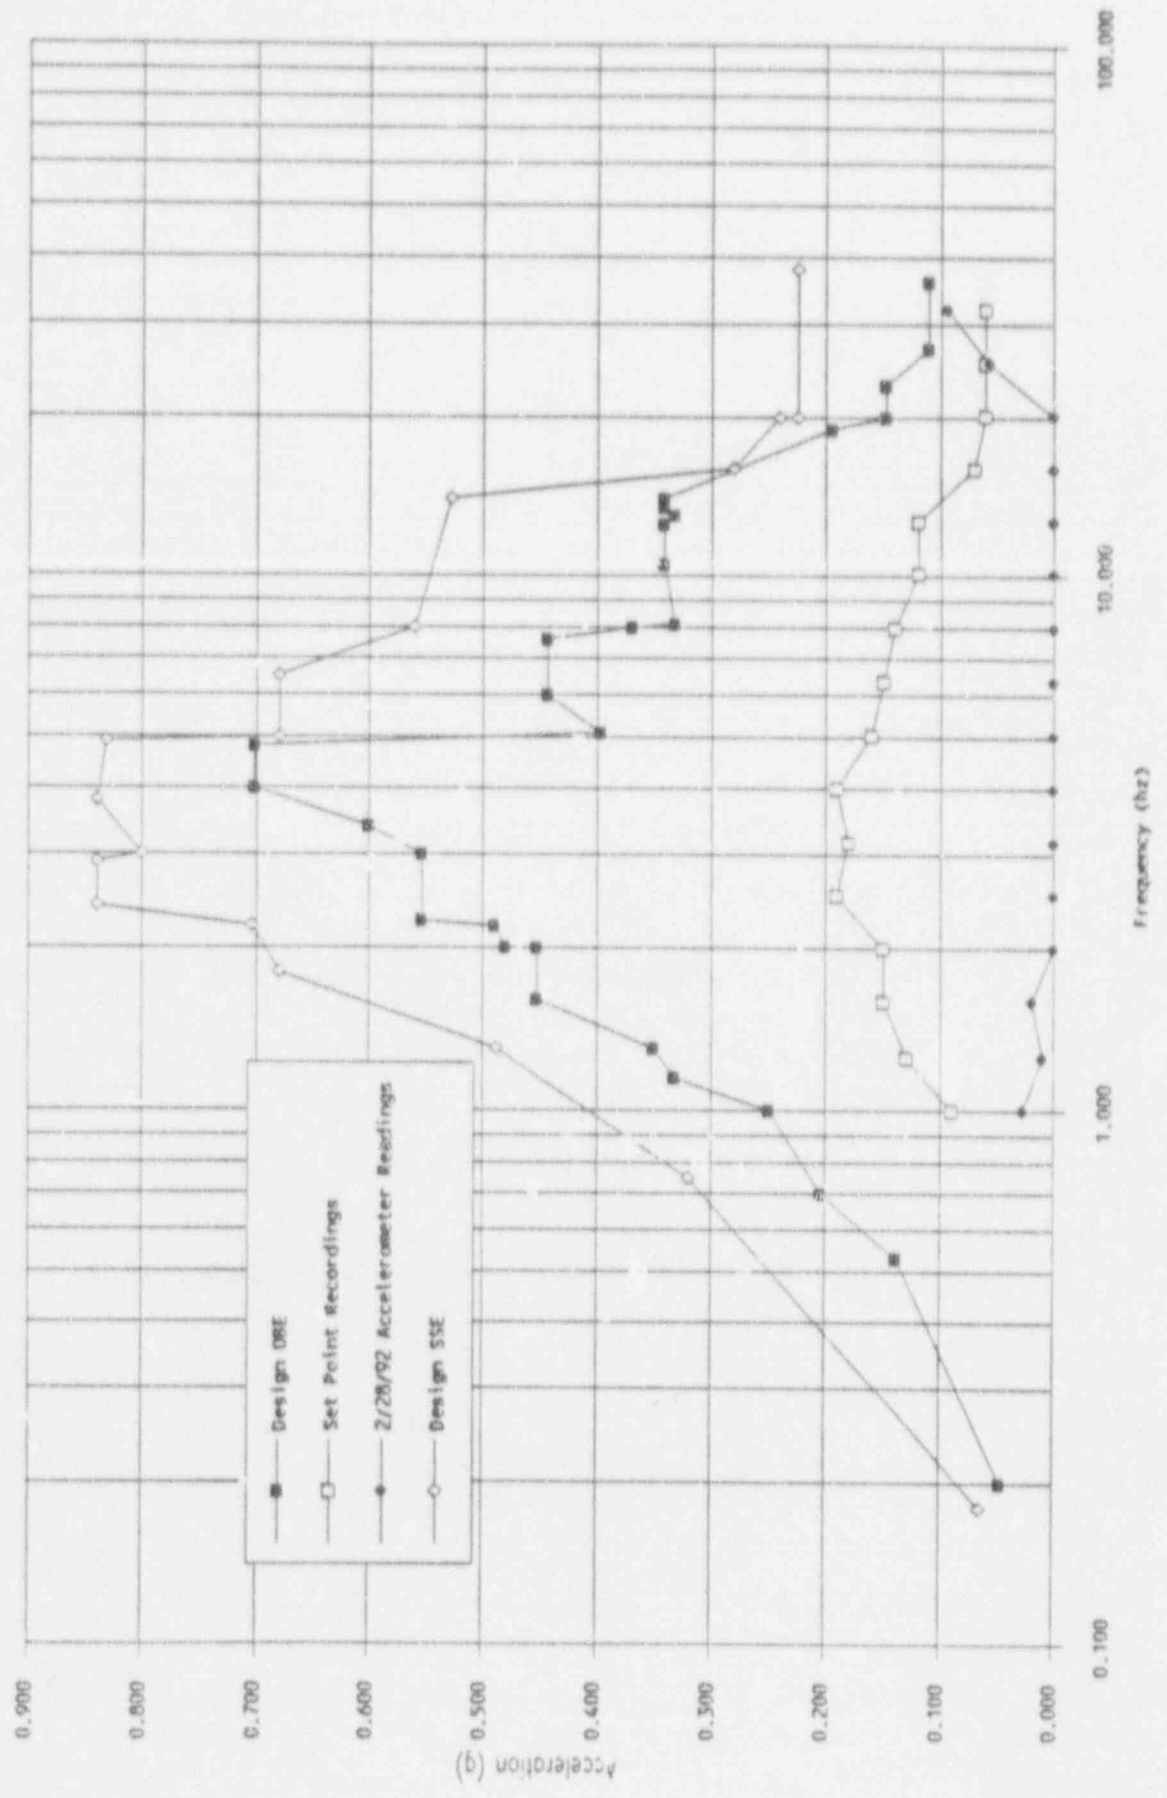 0.900
0.800
0.700
0.600
0.500
0.400
0.300
0.200
0.100
0.000
Acceleration (g)
Design OBE
Set Point Recordings
2/28/92 Accelerometer Readings
Design SSE
0.100
1.000
10.000
100.000
Frequency (hz)